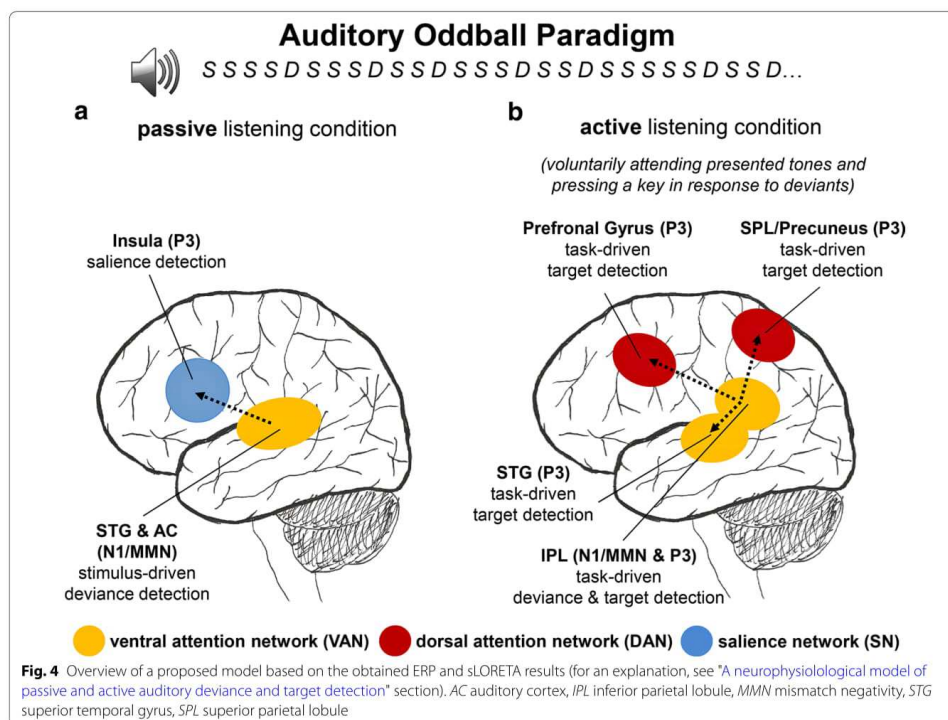 Auditory Oddball Paradigm
S S S S D S S S D S S D S S S D S S D S S S S S D S S D...
a
passive listening condition
b
active listening condition
(voluntarily attending presented tones and
pressing a key in response to deviants)
Insula (P3)
salience detection
Prefronal Gyrus (P3)
task-driven
target detection
SPL/Precuneus (P3)
task-driven
target detection
STG & AC
(N1/MMN)
stimulus-driven
deviance detection
STG (P3)
task-driven
target detection
IPL (N1/MMN & P3)
task-driven
deviance & target detection
ventral attention network (VAN)
dorsal attention network (DAN)
salience network (SN)
Fig. 4 Overview of a proposed model based on the obtained ERP and sLORETA results (for an explanation, see "A neurophysiolological model of
passive and active auditory deviance and target detection" section). AC auditory cortex, IPL inferior parietal lobule, MMN mismatch negativity, STG
superior temporal gyrus, SPL superior parietal lobule